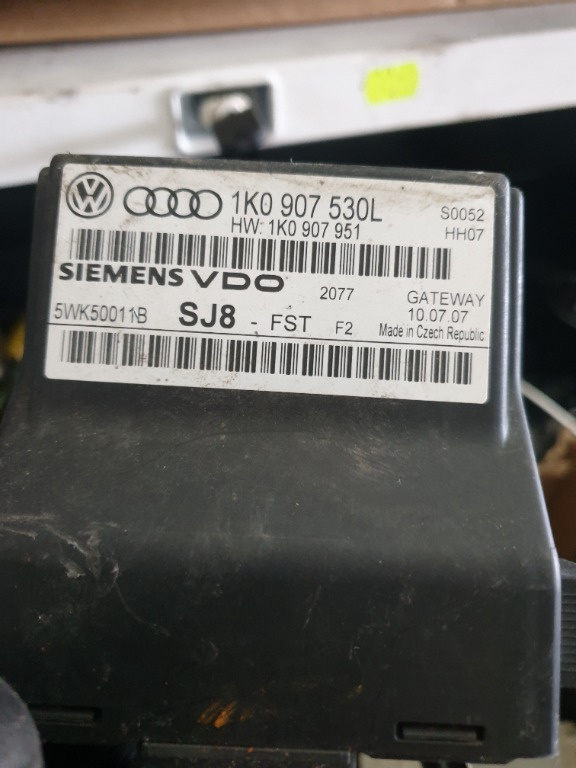 1K0 907 530L S0052
HW: 1K0 907 951 HH07
SIEMENS VDO 2077 GATEWAY
5WK50011B SJ8 - FST F2 10.07.07
Made in Czech Republic